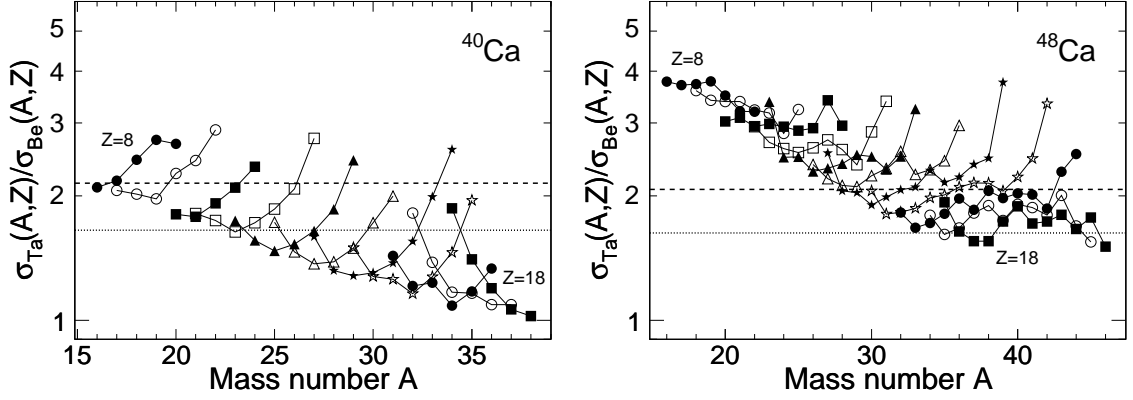 σTa(A,Z)/σBe(A,Z)
5
4
3
2
1
40Ca
Z=8
Z=18
15 20 25 30 35
Mass number A
σTa(A,Z)/σBe(A,Z)
5
4
3
2
1
48Ca
Z=8
Z=18
20 30 40
Mass number A